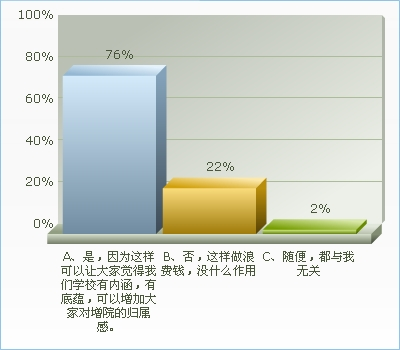 100%
80%
60%
40%
20%
0%
76%
22%
2%
A、是，因为这样
可以让大家觉得我
们学校有内涵，有
底蕴，可以增加大
家对增院的归属
感。
B、否，这样做浪
费钱，没什么作用
C、随便，都与我
无关